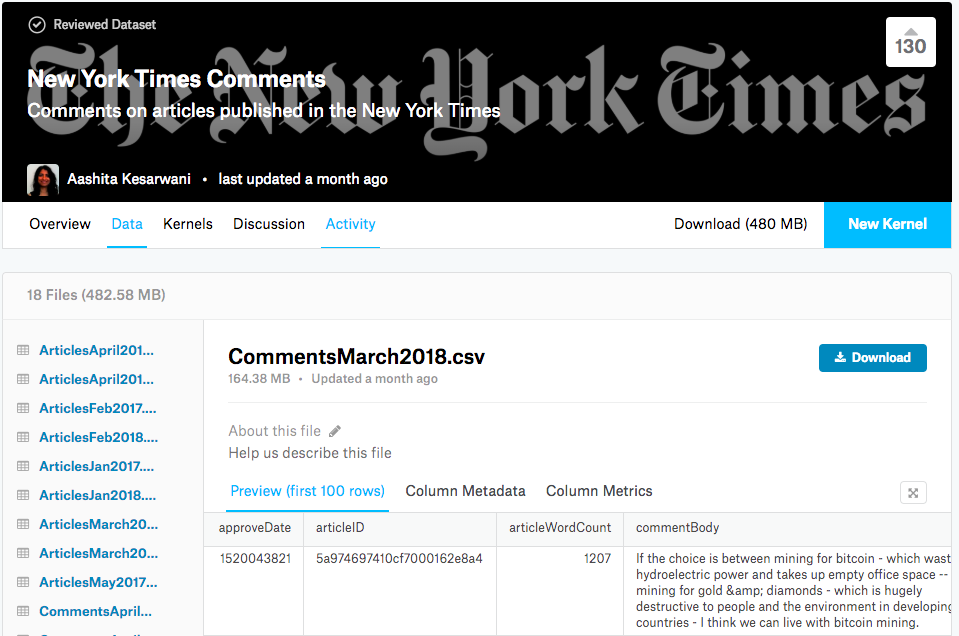 Reviewed Dataset
130
The New York Times
New York Times Comments
Comments on articles published in the New York Times
Aashita Kesarwani • last updated a month ago
Overview Data Kernels Discussion Activity Download (480 MB) New Kernel
18 Files (482.58 MB)
ArticlesApril201...
ArticlesApril201...
ArticlesFeb2017....
ArticlesFeb2018....
ArticlesJan2017....
ArticlesJan2018....
ArticlesMarch20...
ArticlesMarch20...
ArticlesMay2017...
CommentsApril...
CommentsMarch2018.csv
Download
164.38 MB • Updated a month ago
About this file
Help us describe this file
Preview (first 100 rows) Column Metadata Column Metrics
approveDate articleID articleWordCount commentBody
1520043821 5a974697410cf7000162e8a4 1207 If the choice is between mining for bitcoin - which wast
hydroelectric power and takes up empty office space --
mining for gold &amp; diamonds - which is hugely
destructive to people and the environment in developing
countries - I think we can live with bitcoin mining.